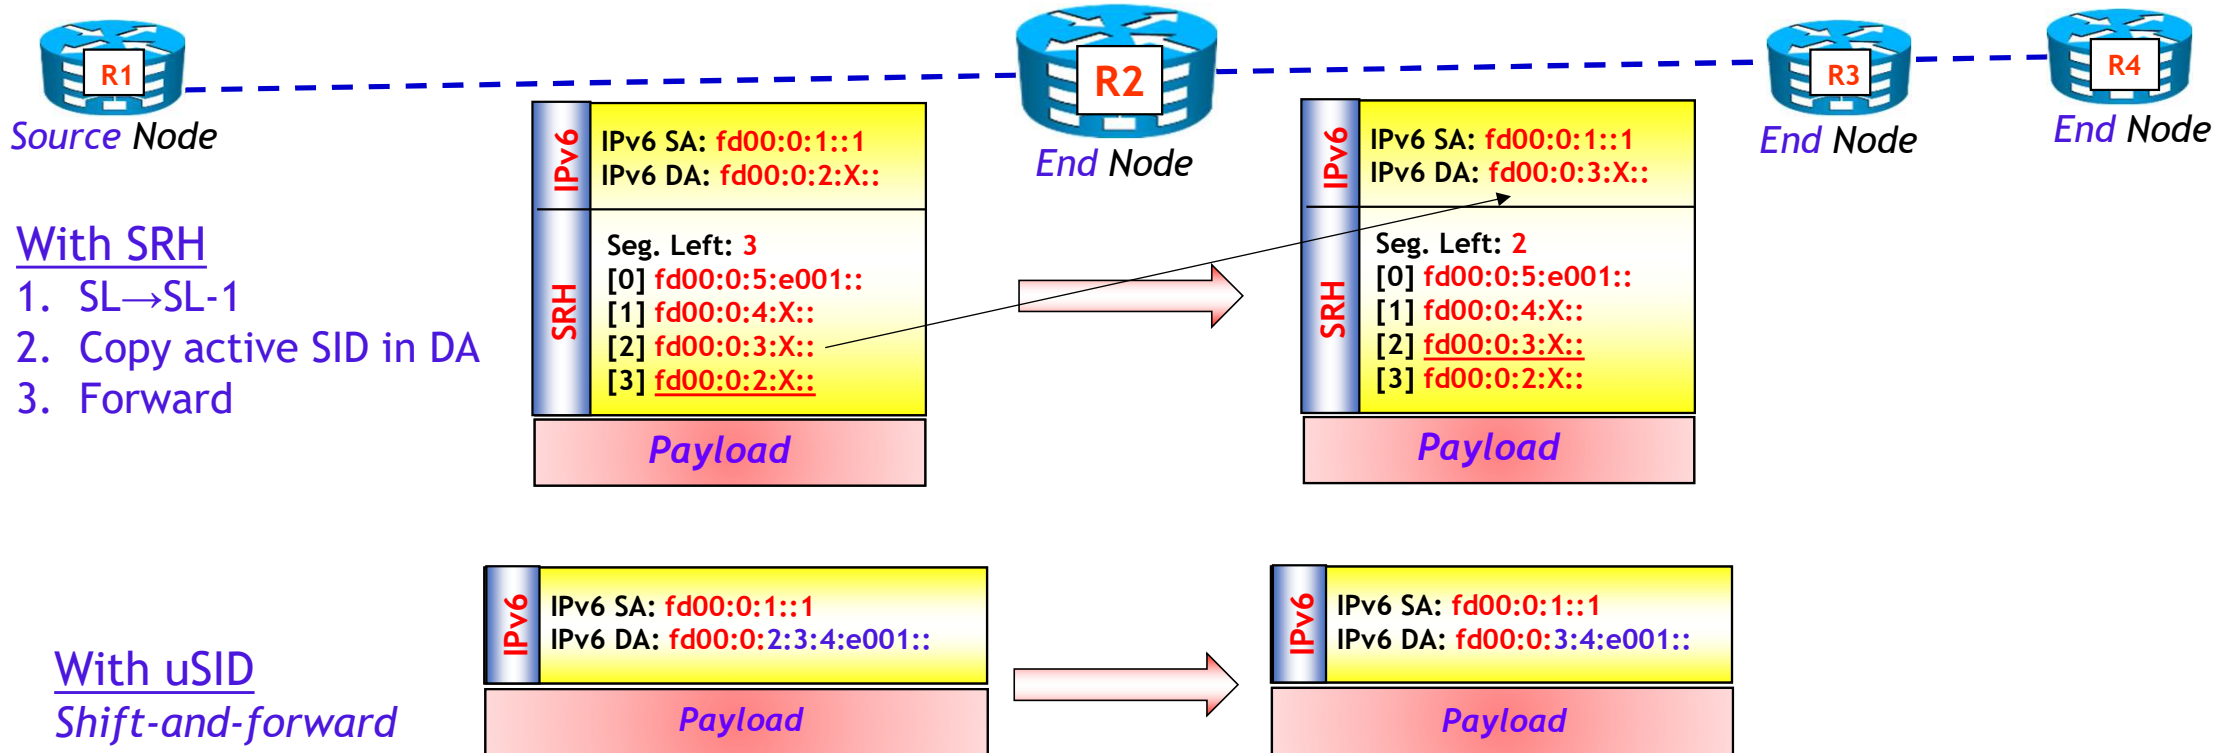 R1
R2
R3
R4
Source Node
End Node
End Node
End Node
With SRH
1. SL→SL-1
2. Copy active SID in DA
3. Forward
IPv6
IPv6 SA: fd00:0:1::1
IPv6 DA: fd00:0:2:X::
SRH
Seg. Left: 3
[0] fd00:0:5:e001::
[1] fd00:0:4:X::
[2] fd00:0:3:X::
[3] fd00:0:2:X::
Payload
IPv6
IPv6 SA: fd00:0:1::1
IPv6 DA: fd00:0:3:X::
SRH
Seg. Left: 2
[0] fd00:0:5:e001::
[1] fd00:0:4:X::
[2] fd00:0:3:X::
[3] fd00:0:2:X::
Payload
With uSID
Shift-and-forward
IPv6
IPv6 SA: fd00:0:1::1
IPv6 DA: fd00:0:2:3:4:e001::
Payload
IPv6
IPv6 SA: fd00:0:1::1
IPv6 DA: fd00:0:3:4:e001::
Payload